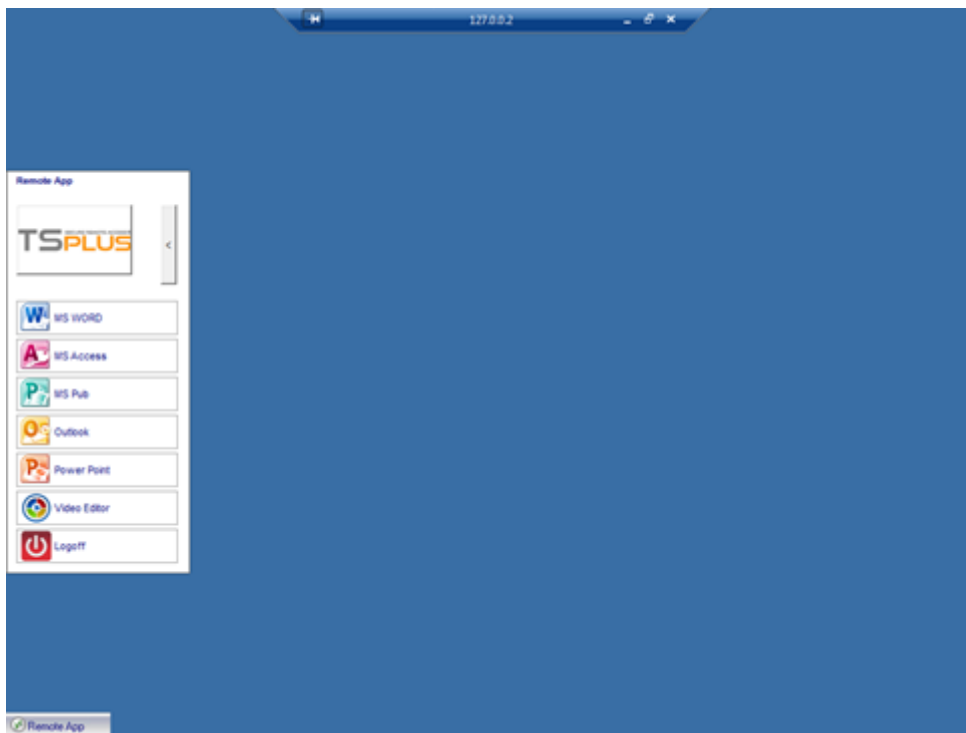 127.0.0.2
Remote App
TSPLUS
<
MS WORD
MS Access
MS Pub
Outlook
Power Point
Video Editor
Logoff
Remote App